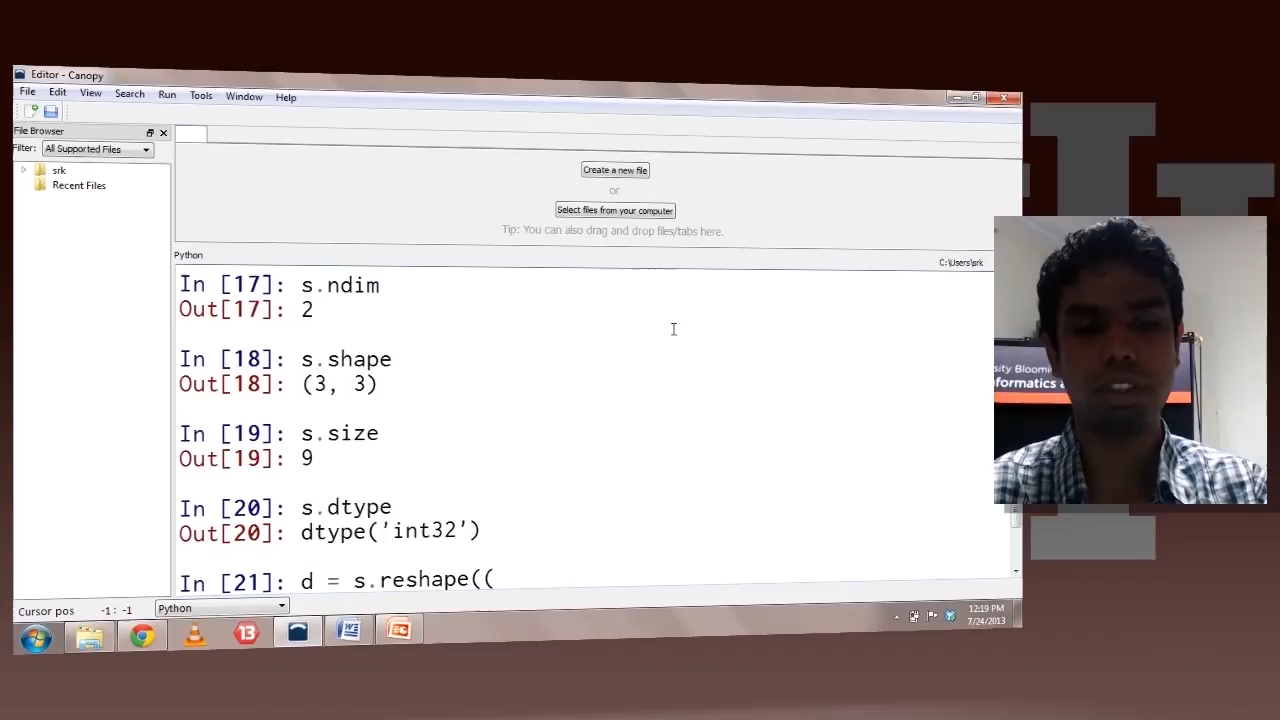 Editor - Canopy
File Edit View Search Run Tools Window Help
File Browser
Filter: All Supported Files
srk
Recent Files
Create a new file
or
Select files from your computer
Tip: You can also drag and drop files/tabs here.
Python
C:\Users\srk
In [17]: s.ndim
Out[17]: 2
In [18]: s.shape
Out[18]: (3, 3)
In [19]: s.size
Out[19]: 9
In [20]: s.dtype
Out[20]: dtype('int32')
In [21]: d = s.reshape((
Cursor pos -1: -1 Python
13
12:19 PM
7/24/2013